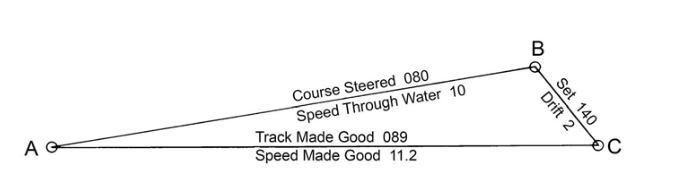 B
Course Steered 080
Speed Through Water 10
Set 140
Drift 2
A
Track Made Good 089
Speed Made Good 11.2
C